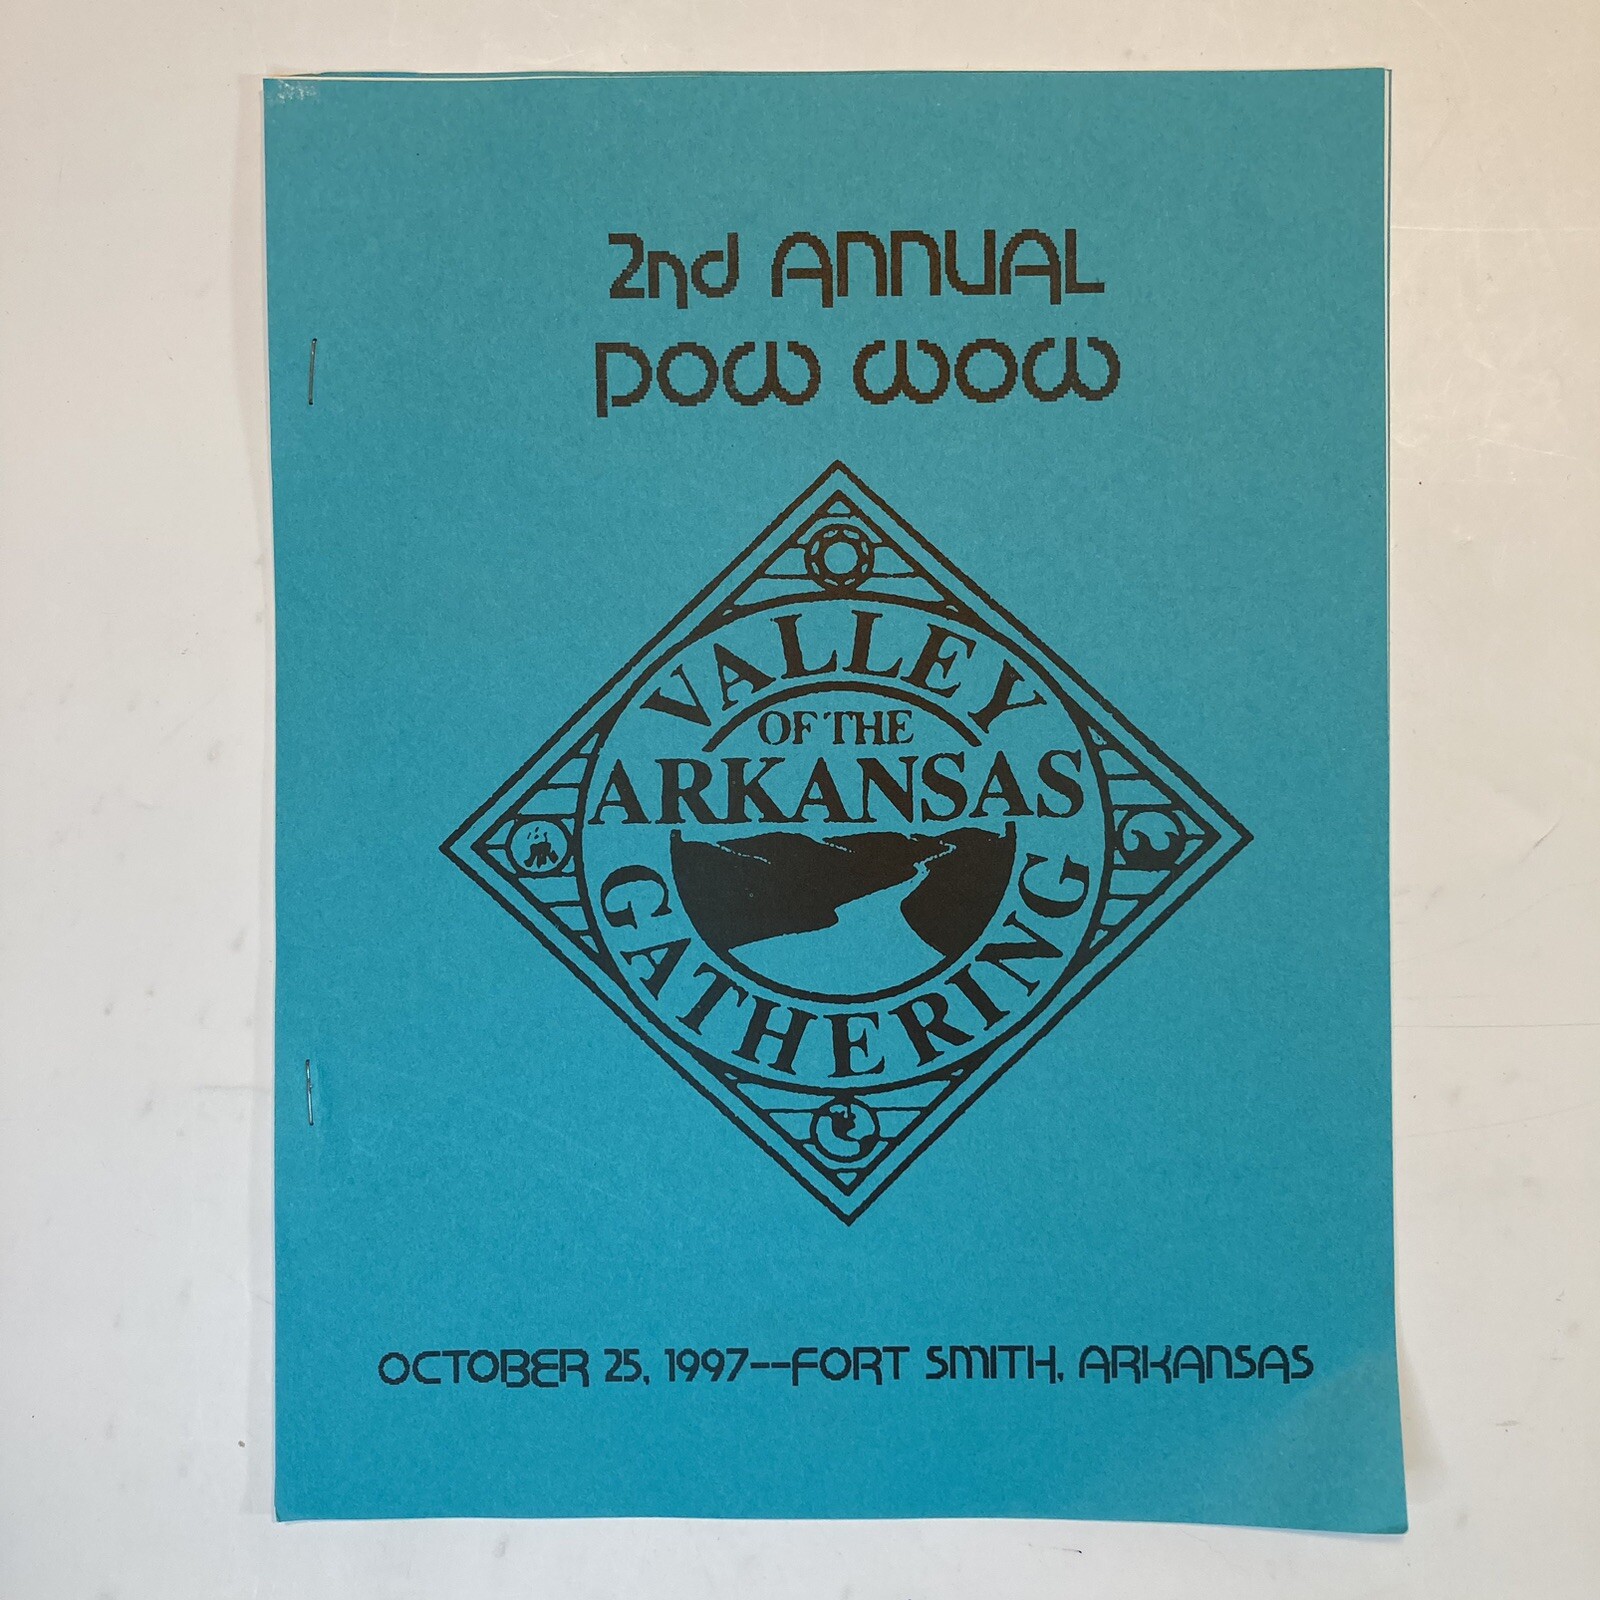 2nd ANNUAL
POW WOW
VALLEY
OF THE
ARKANSAS
GATHERING
OCTOBER 25, 1997--FORT SMITH, ARKANSAS